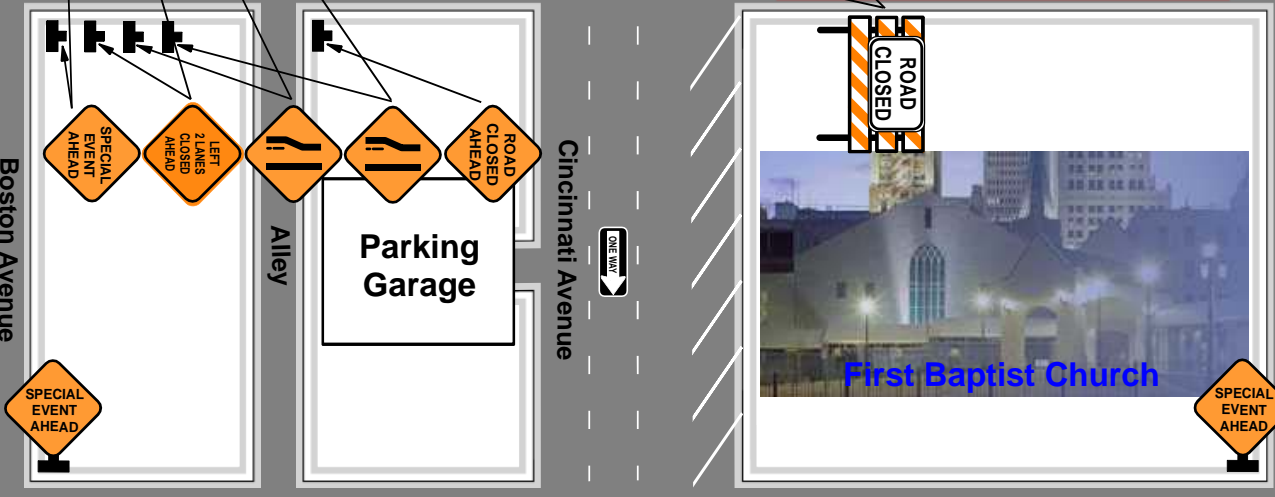 ROAD
CLOSED
SPECIAL
EVENT
AHEAD
LEFT
2 LANES
CLOSED
AHEAD
ROAD
CLOSED
AHEAD
Boston Avenue
Alley
Parking
Garage
Cincinnati Avenue
ONE WAY
First Baptist Church
SPECIAL
EVENT
AHEAD
SPECIAL
EVENT
AHEAD